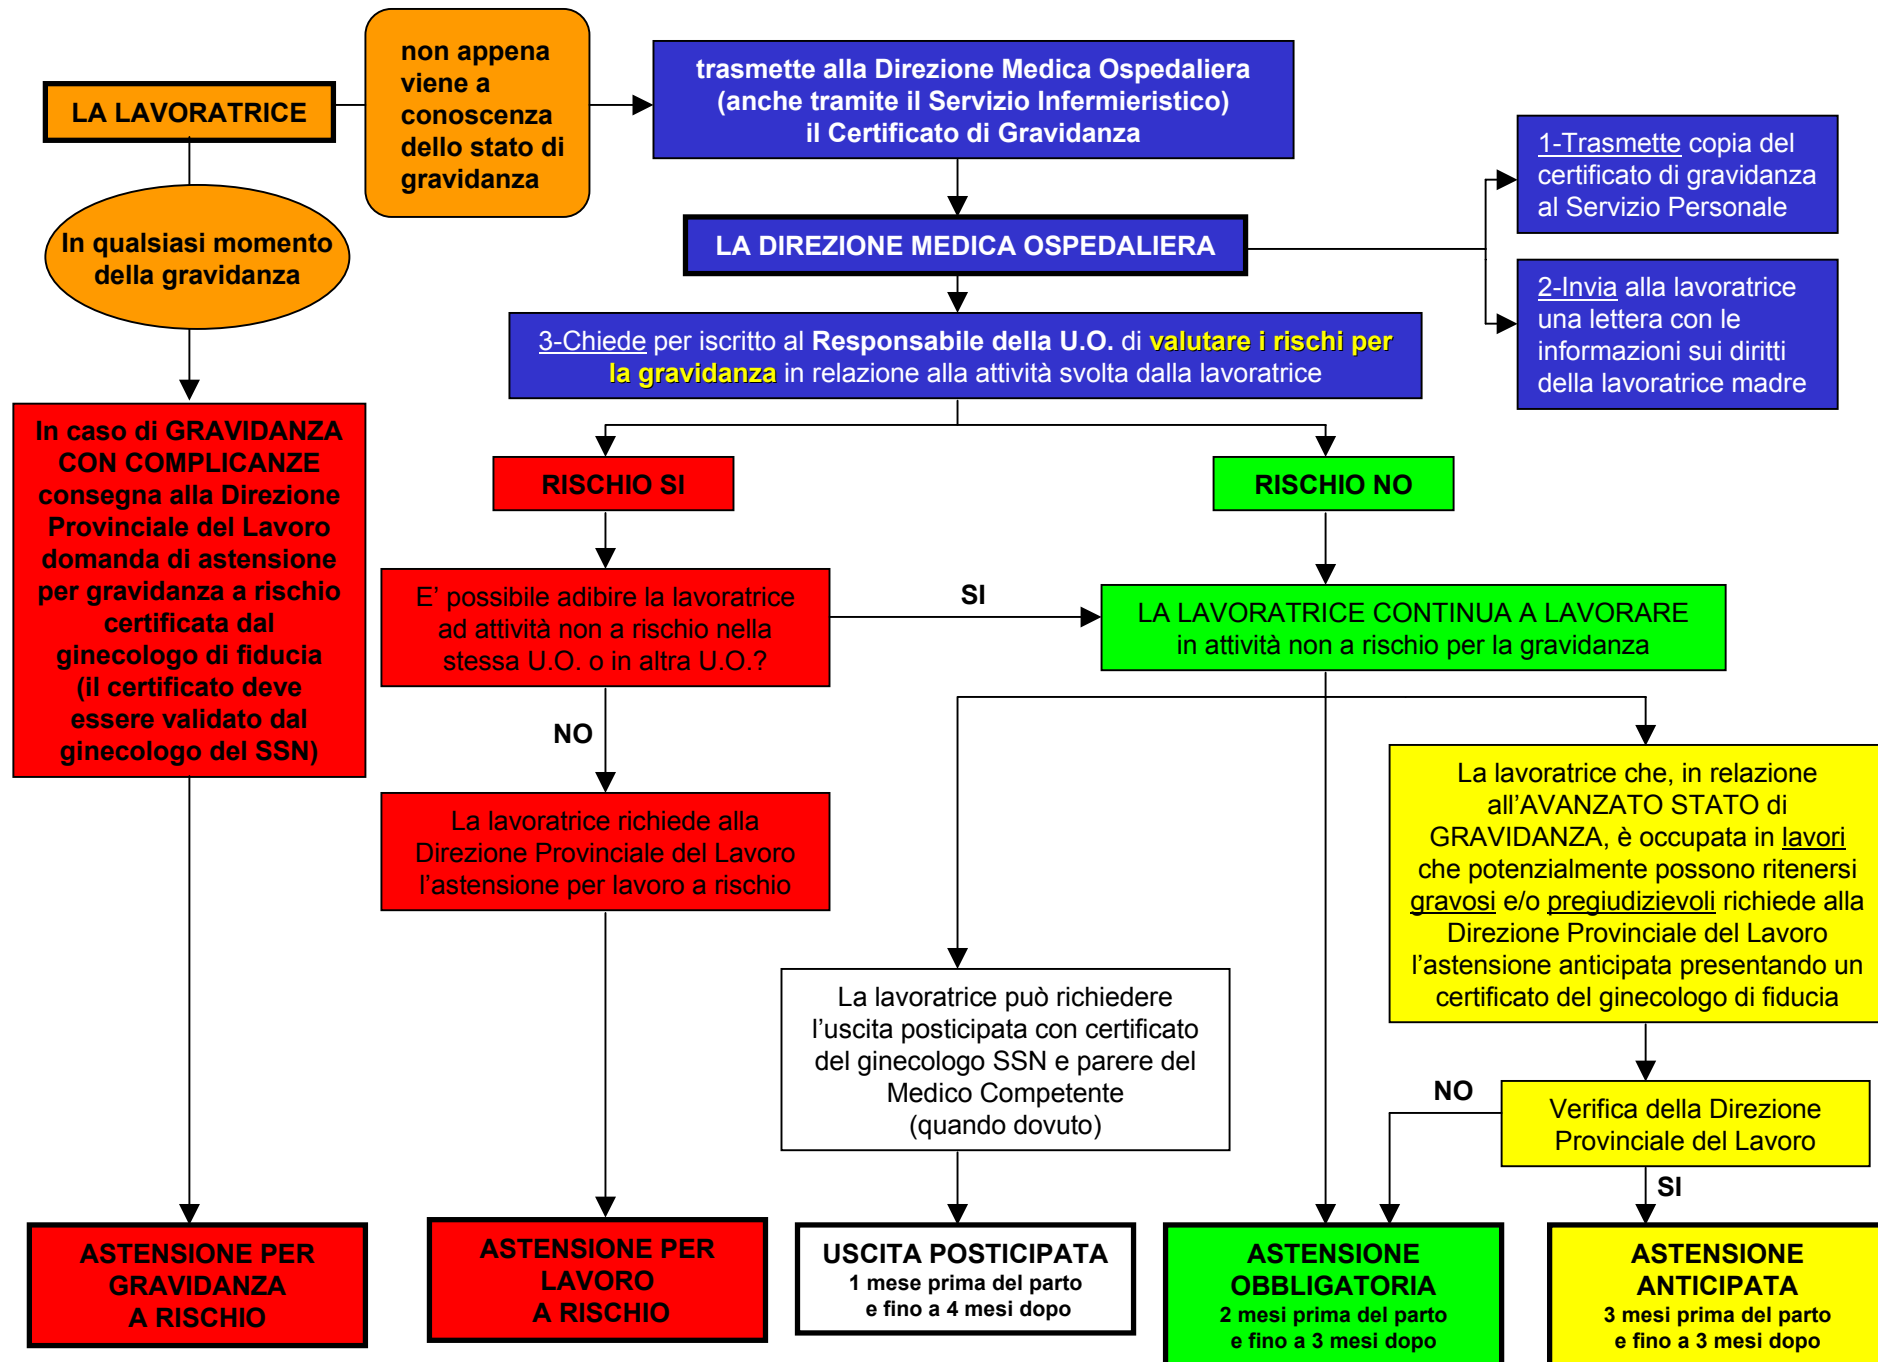 LA LAVORATRICE
non appena
viene a
conoscenza
dello stato di
gravidanza
trasmette alla Direzione Medica Ospedaliera
(anche tramite il Servizio Infermieristico)
il Certificato di Gravidanza
1-Trasmette copia del
certificato di gravidanza
al Servizio Personale
In qualsiasi momento
della gravidanza
LA DIREZIONE MEDICA OSPEDALIERA
2-Invia alla lavoratrice
una lettera con le
informazioni sui diritti
della lavoratrice madre
3-Chiede per iscritto al Responsabile della U.O. di valutare i rischi per
la gravidanza in relazione alla attività svolta dalla lavoratrice
In caso di GRAVIDANZA
CON COMPLICANZE
consegna alla Direzione
Provinciale del Lavoro
domanda di astensione
per gravidanza a rischio
certificata dal
ginecologo di fiducia
(il certificato deve
essere validato dal
ginecologo del SSN)
RISCHIO SI
RISCHIO NO
E' possibile adibire la lavoratrice
ad attività non a rischio nella
stessa U.O. o in altra U.O.?
SI
LA LAVORATRICE CONTINUA A LAVORARE
in attività non a rischio per la gravidanza
NO
La lavoratrice richiede alla
Direzione Provinciale del Lavoro
l'astensione per lavoro a rischio
La lavoratrice che, in relazione
all'AVANZATO STATO di
GRAVIDANZA, è occupata in lavori
che potenzialmente possono ritenersi
gravosi e/o pregiudizievoli richiede alla
Direzione Provinciale del Lavoro
l'astensione anticipata presentando un
certificato del ginecologo di fiducia
La lavoratrice può richiedere
l'uscita posticipata con certificato
del ginecologo SSN e parere del
Medico Competente
(quando dovuto)
NO
Verifica della Direzione
Provinciale del Lavoro
SI
ASTENSIONE PER
GRAVIDANZA
A RISCHIO
ASTENSIONE PER
LAVORO
A RISCHIO
USCITA POSTICIPATA
1 mese prima del parto
e fino a 4 mesi dopo
ASTENSIONE
OBBLIGATORIA
2 mesi prima del parto
e fino a 3 mesi dopo
ASTENSIONE
ANTICIPATA
3 mesi prima del parto
e fino a 3 mesi dopo